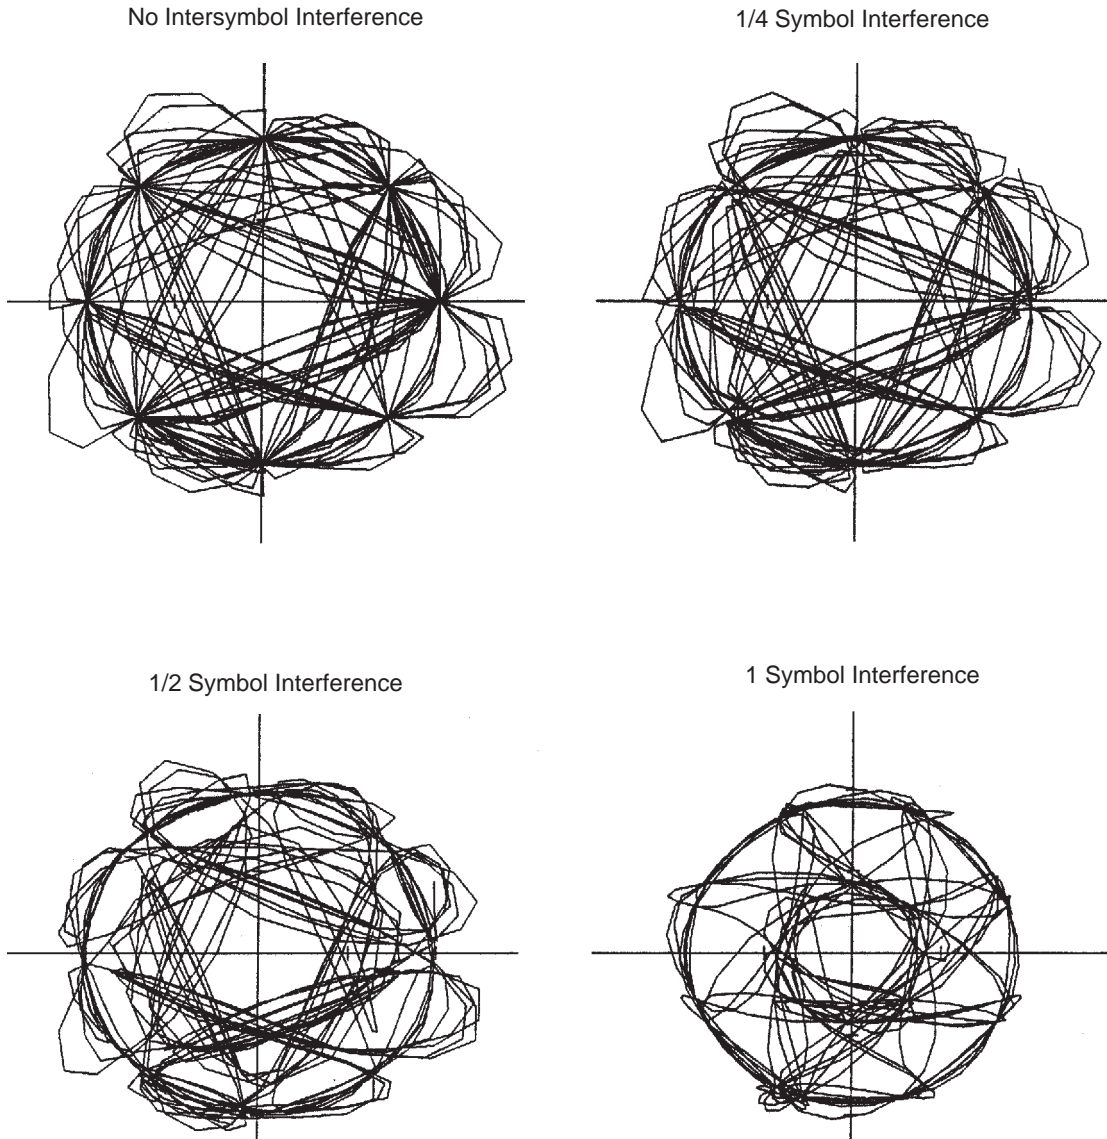 No Intersymbol Interference
1/4 Symbol Interference
1/2 Symbol Interference
1 Symbol Interference